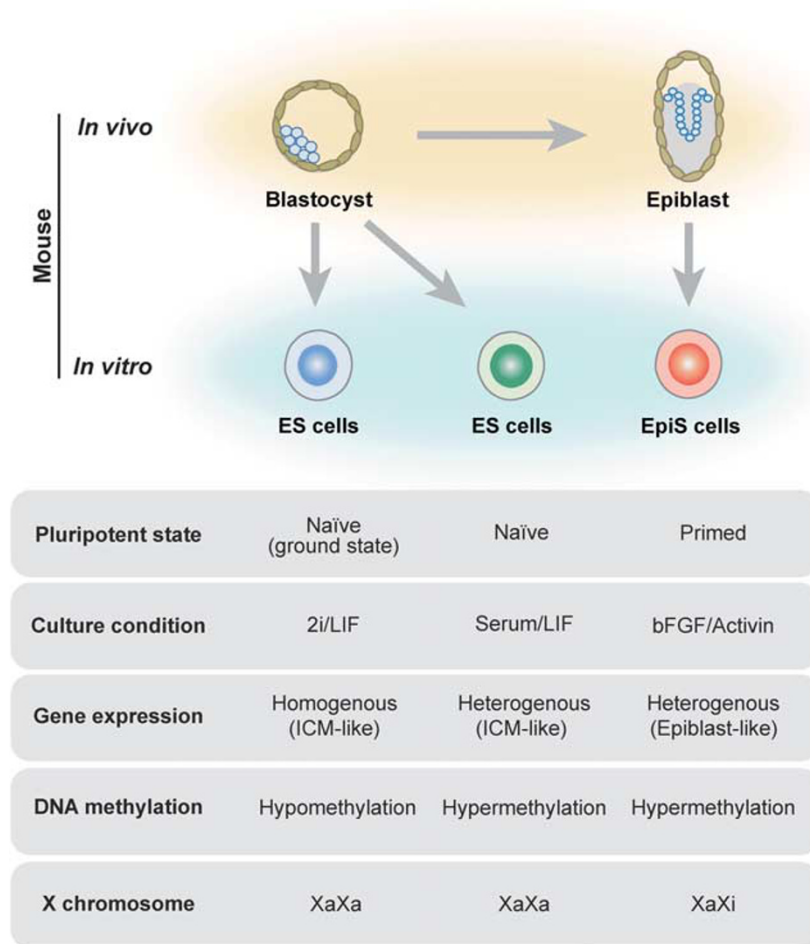 In vivo
Mouse
Blastocyst
Epiblast
In vitro
ES cells
ES cells
EpiS cells
Pluripotent state
Naïve
(ground state)
Naïve
Primed
Culture condition
2i/LIF
Serum/LIF
bFGF/Activin
Gene expression
Homogenous
(ICM-like)
Heterogenous
(ICM-like)
Heterogenous
(Epiblast-like)
DNA methylation
Hypomethylation
Hypermethylation
Hypermethylation
X chromosome
XaXa
XaXa
XaXi